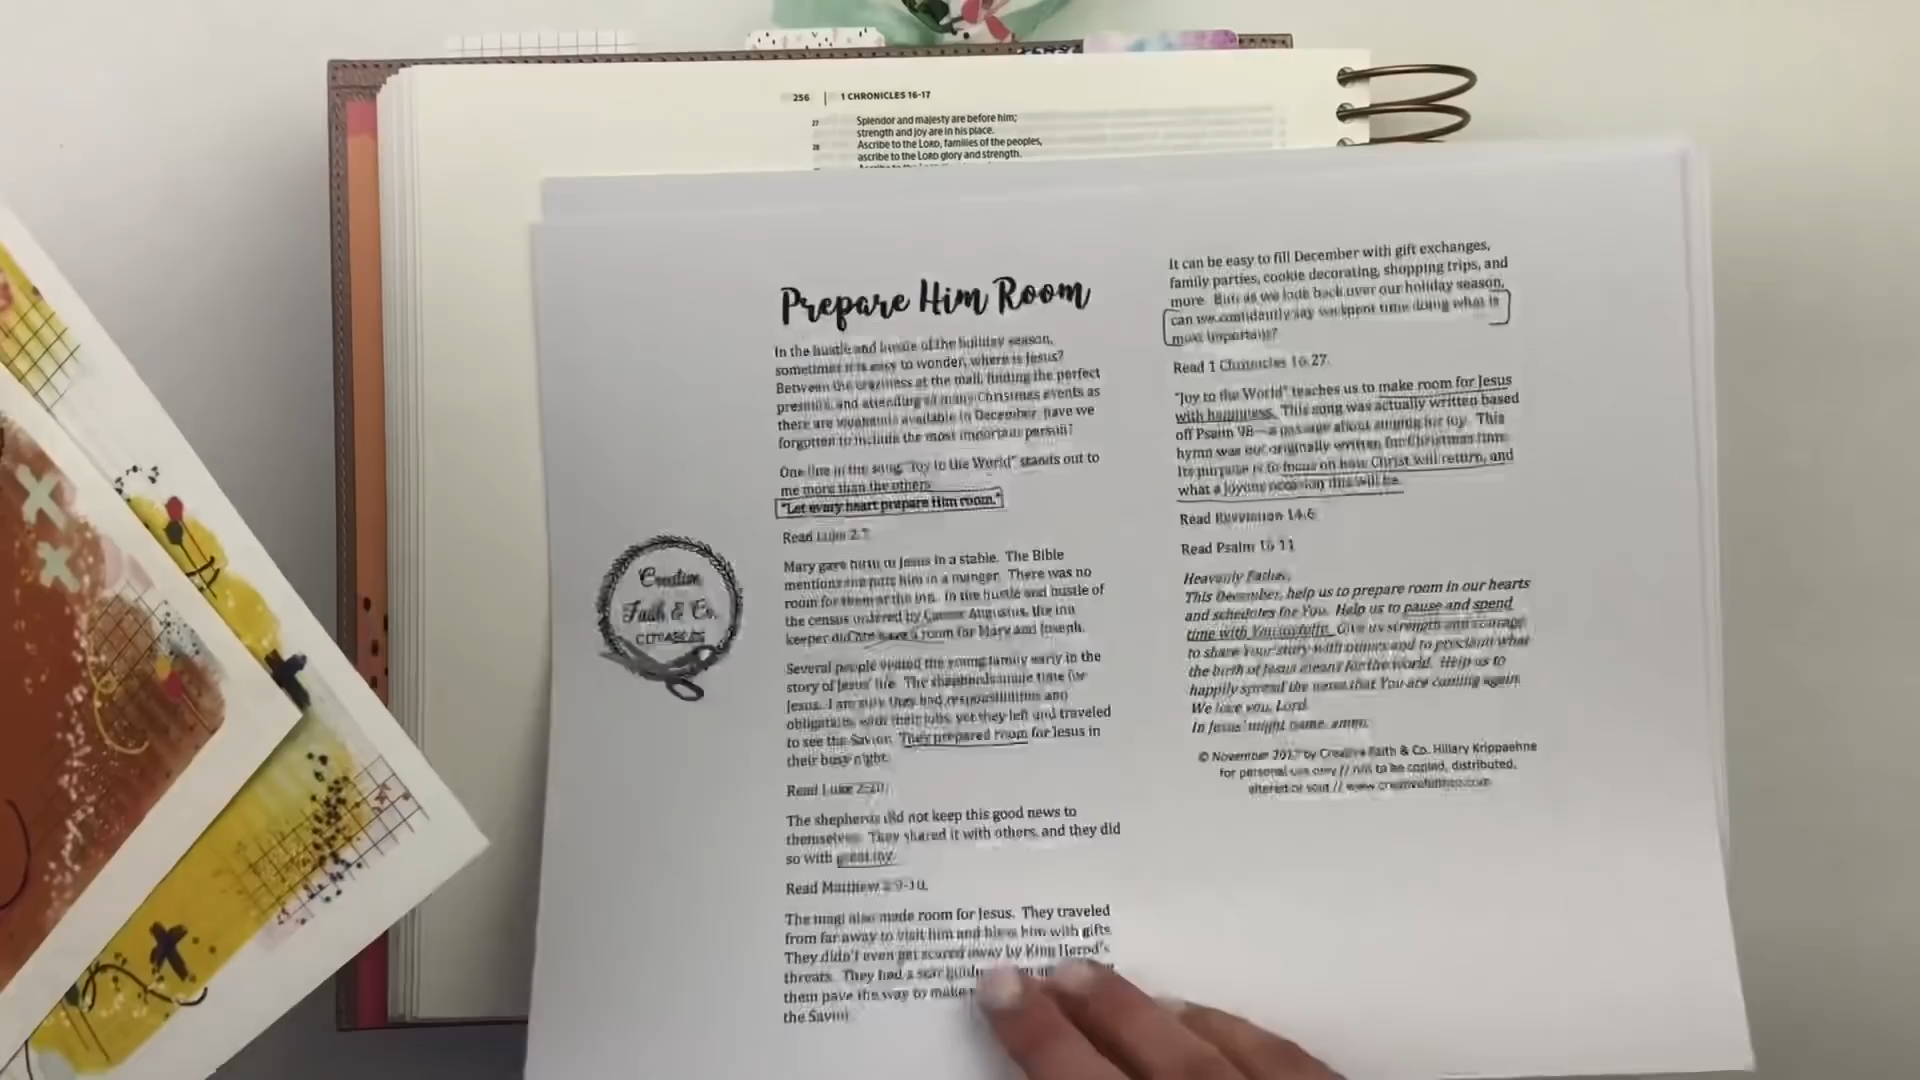 256 | 1 CHRONICLES 16-17
27 Splendor and majesty are before him;
strength and joy are in his place.
28 Ascribe to the LORD, families of the peoples,
ascribe to the LORD glory and strength.
Prepare Him Room
In the hustle and bustle of the holiday season,
sometimes it is easy to wonder, where is Jesus?
Between the craziness at the mall, finding the perfect
presents, and attending as many Christmas events as
there are weekends available in December, have we
forgotten to include the most important person?
One line in the song "Joy to the World" stands out to
me more than the others.
"Let every heart prepare Him room."
Read Luke 2:7.
Mary gave birth to Jesus in a stable. The Bible
mentions she puts him in a manger. There was no
room for them at the inn. In the hustle and bustle of
the census ordered by Caesar Augustus, the inn
keeper did not have a room for Mary and Joseph.
Several people visited the young family early in the
story of Jesus' life. The shepherds made time for
Jesus. I am sure they had responsibilities and
obligations with their jobs, yet they left and traveled
to see the Savior. They prepared room for Jesus in
their busy night.
Read Luke
The shepherds did not keep this good news to
themselves. They shared it with others, and they did
so with great joy.
Read Matthew
The magi also made room for Jesus. They traveled
from far away to visit him and bless him with gifts.
They didn't even get scared away by King Herod's
threats. They had a star
them pave the way to make
the Savior.
Creative
Faith & Co.
It can be easy to fill December with gift exchanges,
family parties, cookie decorating, shopping trips, and
more. But as we look back over our holiday season,
can we confidently say we spent time doing what is
most important?
Read 1 Chronicles 16:27.
"Joy to the World" teaches us to make room for Jesus
with happiness. This song was actually written based
off Psalm 98—a passage about singing for joy. This
hymn was not originally written for Christmas time.
Its purpose is to focus on how Christ will return, and
what a joyous occasion this will be.
Read Revelation 14:6
Read Psalm 16:11
Heavenly Father,
This December, help us to prepare room in our hearts
and schedules for You. Help us to pause and spend
time with You joyfully. Give us strength and courage
to share Your story with others and to proclaim what
the birth of Jesus means for the world. Help us to
happily spread the news that You are coming again.
We love you, Lord.
In Jesus' might name, amen.
© November 2017 by Creative Faith & Co. Hillary Krippaehne
for personal use only // not to be copied, distributed,
altered or sold // www.creativefaithco.com